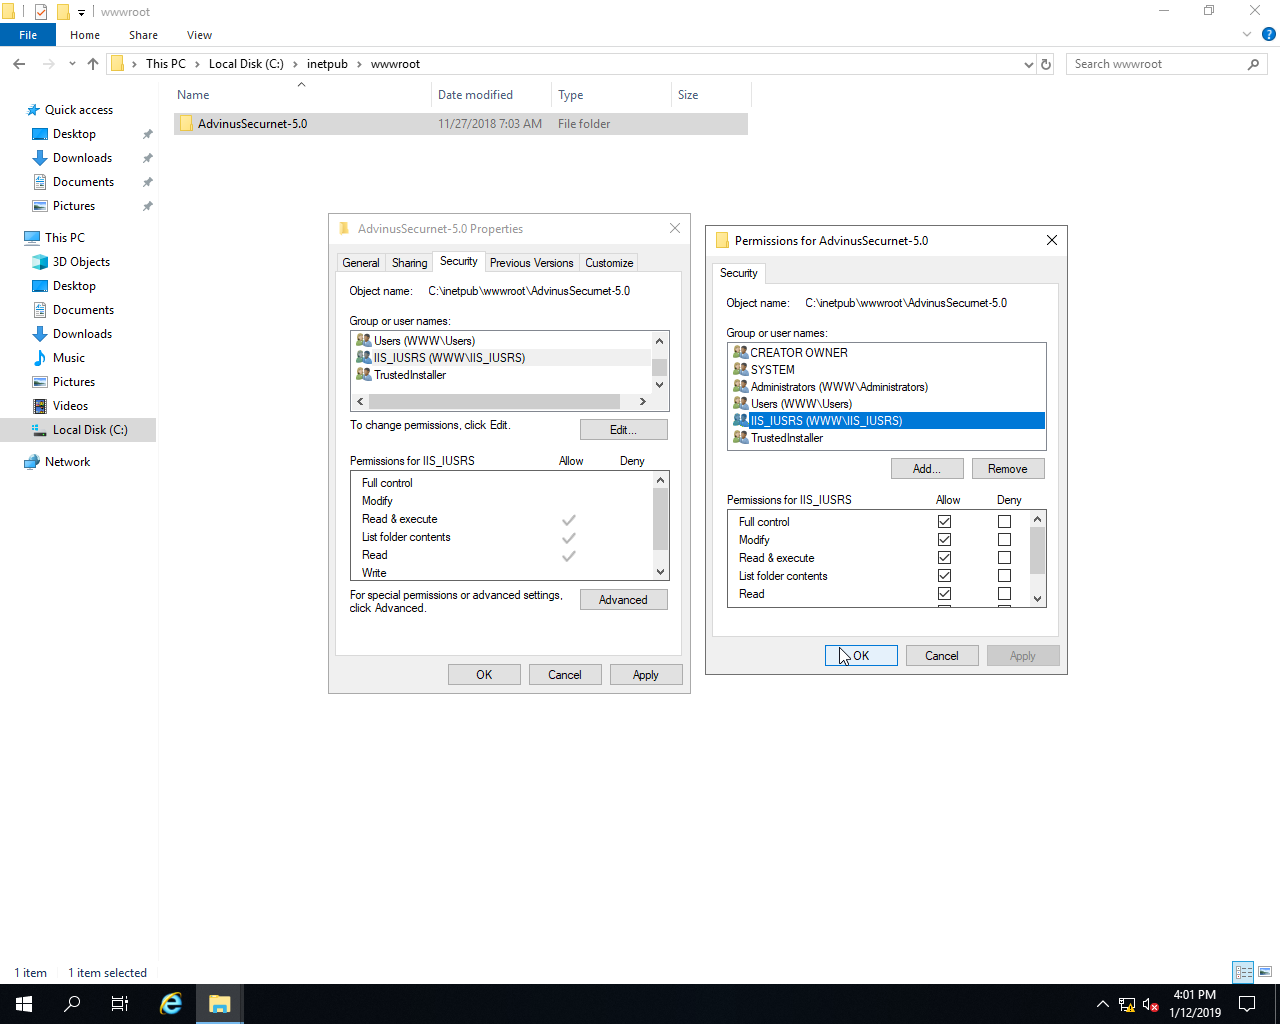 wwwroot
File
Home
Share
View
This PC
Local Disk (C:)
inetpub
wwwroot
Search wwwroot
Name
Date modified
Type
Size
Quick access
Desktop
Downloads
Documents
Pictures
This PC
3D Objects
Desktop
Documents
Downloads
Music
Pictures
Videos
Local Disk (C:)
Network
AdvinusSecurnet-5.0
11/27/2018 7:03 AM
File folder
AdvinusSecurnet-5.0 Properties
General
Sharing
Security
Previous Versions
Customize
Object name:
C:\inetpub\wwwroot\AdvinusSecurnet-5.0
Group or user names:
Users (WWW\Users)
IIS_IUSRS (WWW\IIS_IUSRS)
TrustedInstaller
To change permissions, click Edit.
Edit...
Permissions for IIS_IUSRS
Allow
Deny
Full control
Modify
Read & execute
List folder contents
Read
Write
For special permissions or advanced settings,
click Advanced.
Advanced
OK
Cancel
Apply
Permissions for AdvinusSecurnet-5.0
Security
Object name:
C:\inetpub\wwwroot\AdvinusSecurnet-5.0
Group or user names:
CREATOR OWNER
SYSTEM
Administrators (WWW\Administrators)
Users (WWW\Users)
IIS_IUSRS (WWW\IIS_IUSRS)
TrustedInstaller
Add...
Remove
Permissions for IIS_IUSRS
Allow
Deny
Full control
Modify
Read & execute
List folder contents
Read
OK
Cancel
Apply
1 item
1 item selected
4:01 PM
1/12/2019